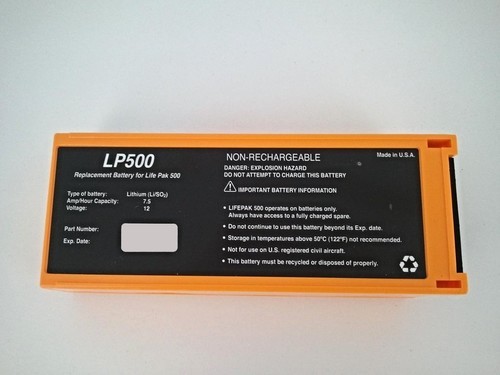 LP500
Replacement Battery for Life Pak 500
Type of battery: Lithium (Li/SO₂)
Amp/Hour Capacity: 7.5
Voltage: 12
Part Number:
Exp. Date:
NON-RECHARGEABLE
Made in U.S.A.
DANGER: EXPLOSION HAZARD
DO NOT ATTEMPT TO CHARGE THIS BATTERY
IMPORTANT BATTERY INFORMATION
• LIFEPAK 500 operates on batteries only.
Always have access to a fully charged spare.
• Do not continue to use this battery beyond its Exp. date.
• Storage in temperatures above 50°C (122°F) not recommended.
• Not for use on U.S. registered civil aircraft.
• This battery must be recycled or disposed of properly.